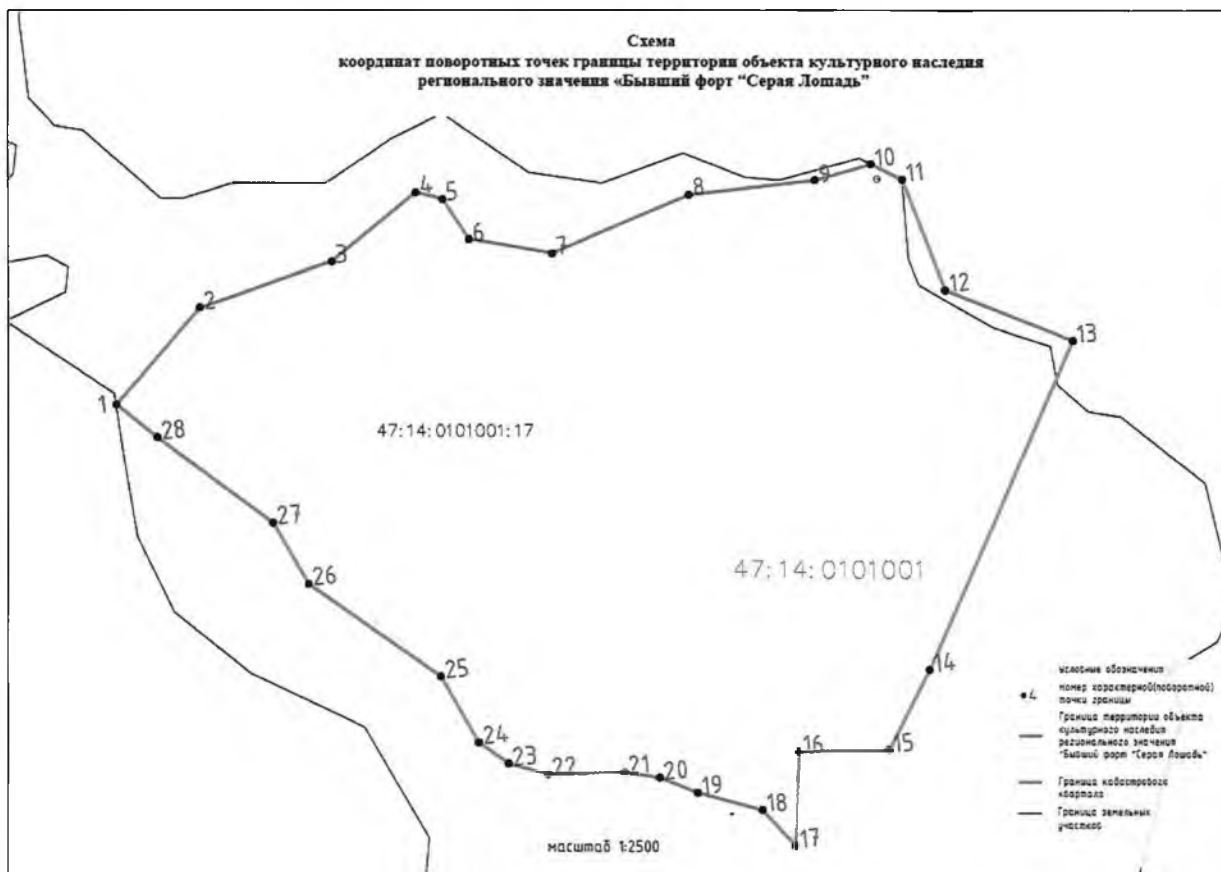 Схема
координат поворотных точек границы территории объекта культурного наследия
регионального значения «Бывший форт “Серая Лошадь”
10
11
9
4
5
8
6
7
3
12
2
13
1
28
47:14:0101001:17
27
47:14:0101001
26
25
14
24
23
22
21
20
19
18
16
15
17
масштаб 1:2500
условные обозначения
4
номер характерной(поворотной)
точки границы
Граница территории объекта
культурного наследия
регионального значения
"Бывший форт "Серая Лошадь"
Граница кадастрового
квартала
Граница земельных
участков